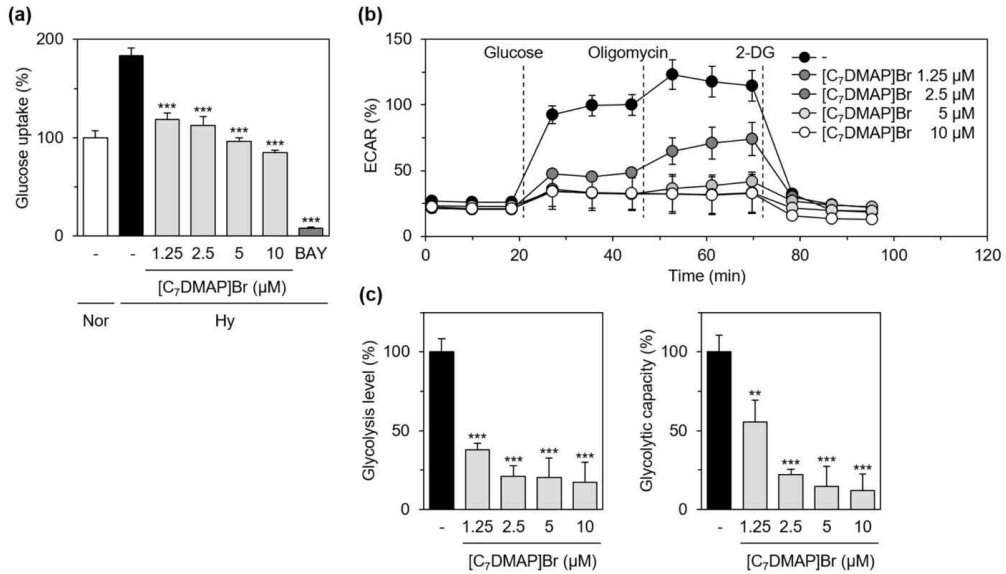 (a)
Glucose uptake (%)
200
100
0
*** *** *** *** ***
- - 1.25 2.5 5 10 BAY
[C₇DMAP]Br (µM)
Nor Hy
(b)
ECAR (%)
150
100
50
0
Glucose Oligomycin 2-DG
-
[C₇DMAP]Br 1.25 µM
[C₇DMAP]Br 2.5 µM
[C₇DMAP]Br 5 µM
[C₇DMAP]Br 10 µM
0 20 40 60 80 100 120
Time (min)
(c)
Glycolysis level (%)
100
50
0
*** *** *** ***
- 1.25 2.5 5 10
[C₇DMAP]Br (µM)
Glycolytic capacity (%)
100
50
0
** *** *** ***
- 1.25 2.5 5 10
[C₇DMAP]Br (µM)